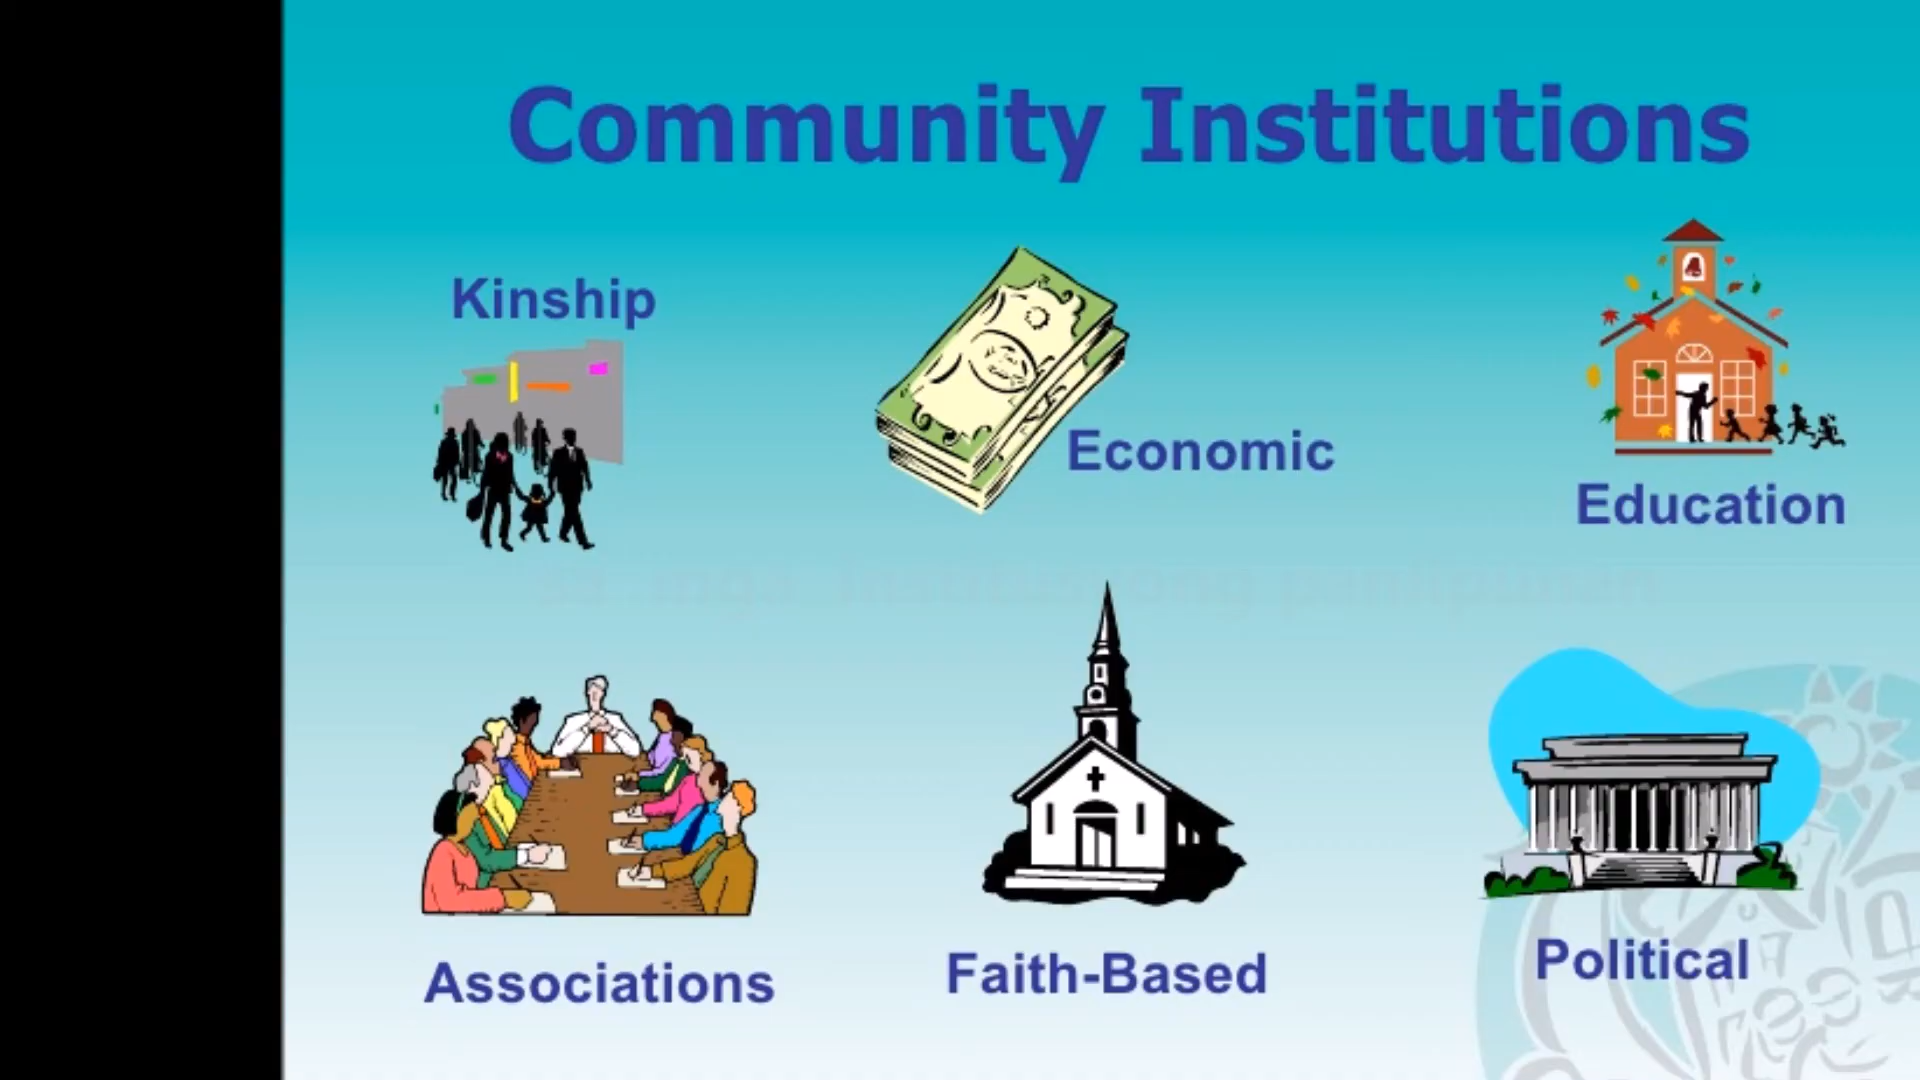 Community Institutions
Kinship
Economic
Education
Associations
Faith-Based
Political